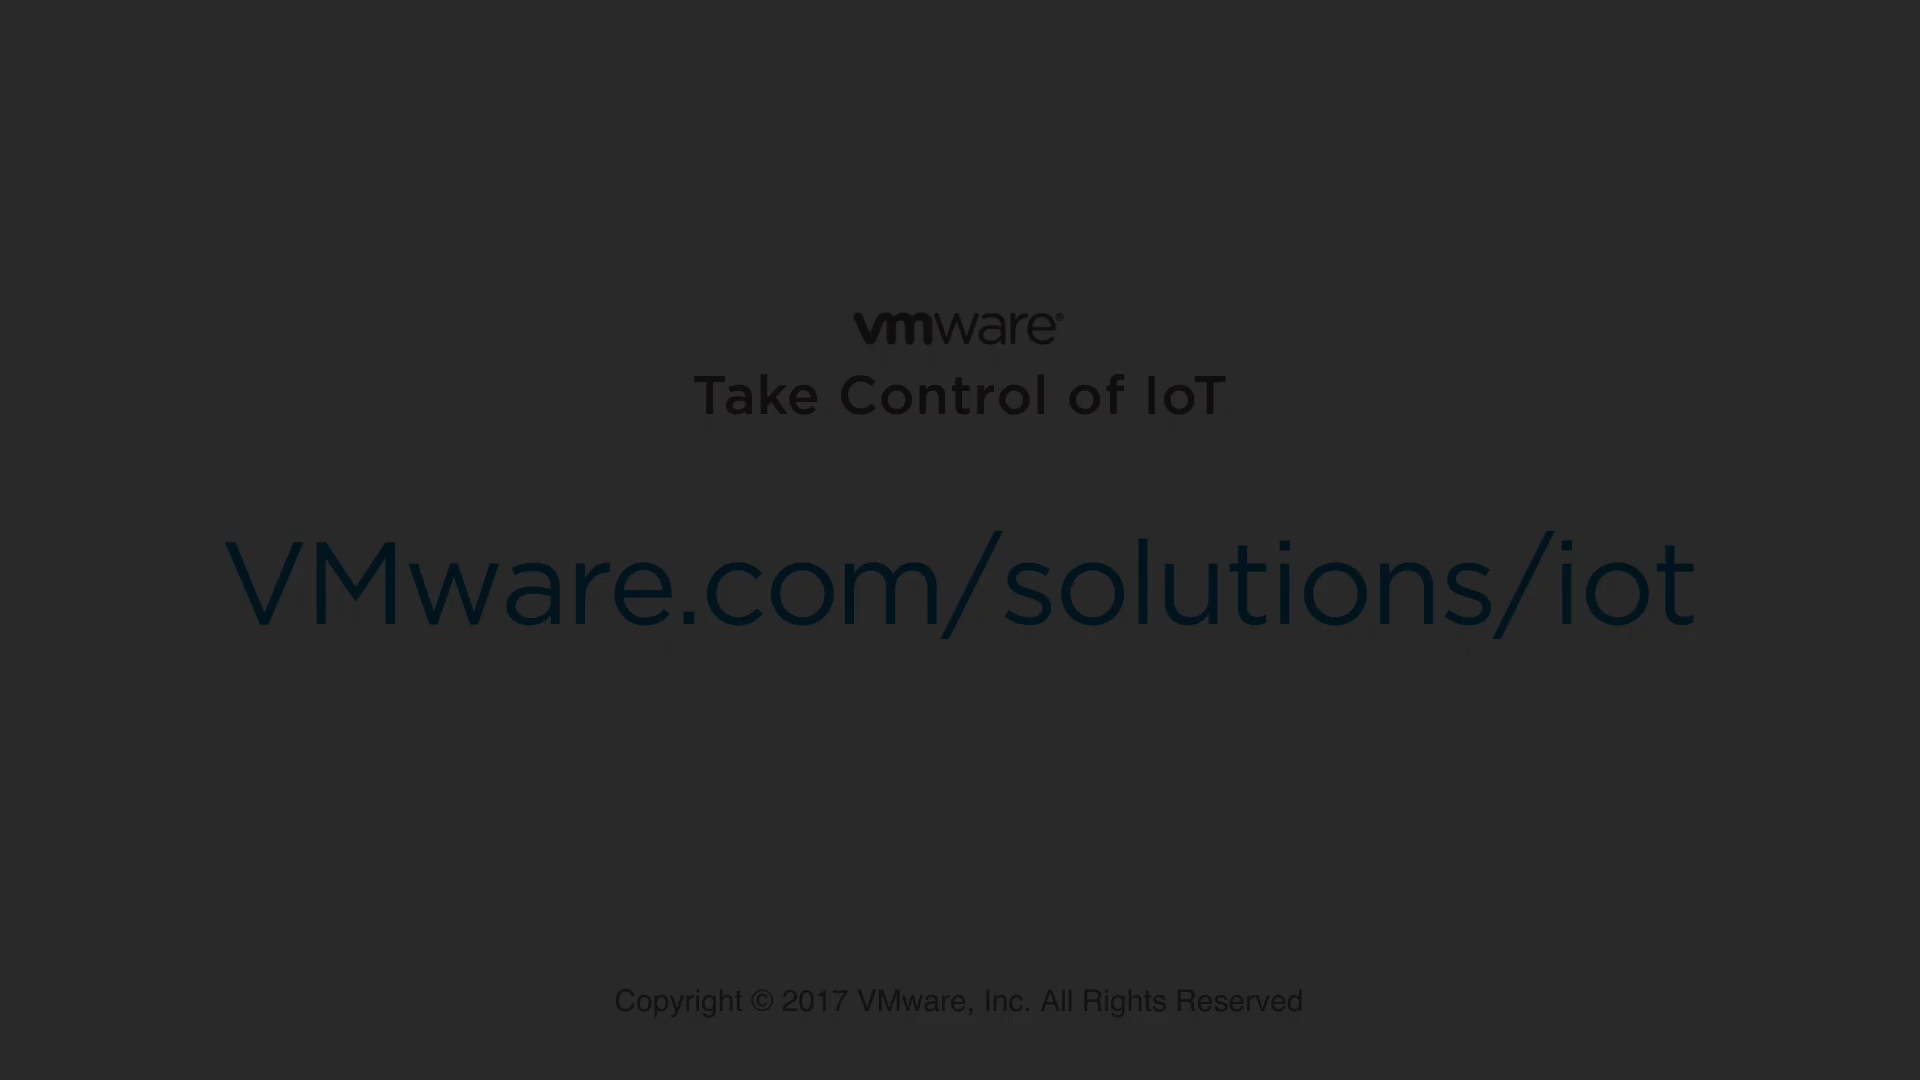 vmware®
Take Control of IoT
VMware.com/solutions/iot
Copyright © 2017 VMware, Inc. All Rights Reserved